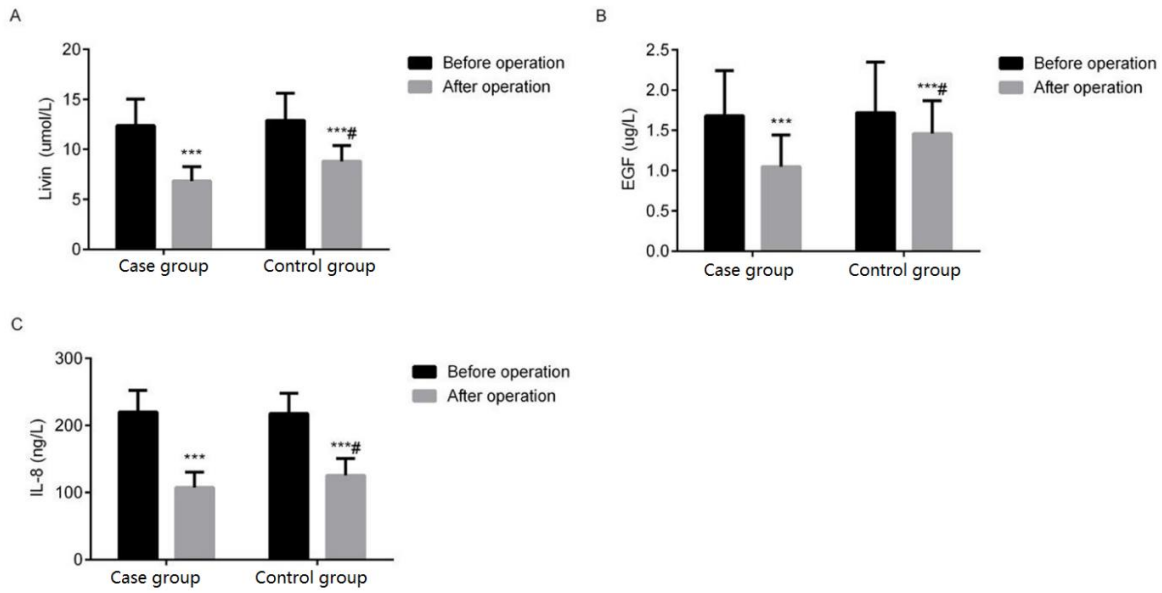 A
Livin (umol/L)
20
15
10
5
0
***
***#
Case group
Control group
Before operation
After operation
B
EGF (ug/L)
2.5
2.0
1.5
1.0
0.5
0.0
***
***#
Case group
Control group
Before operation
After operation
C
IL-8 (ng/L)
300
200
100
0
***
***#
Case group
Control group
Before operation
After operation